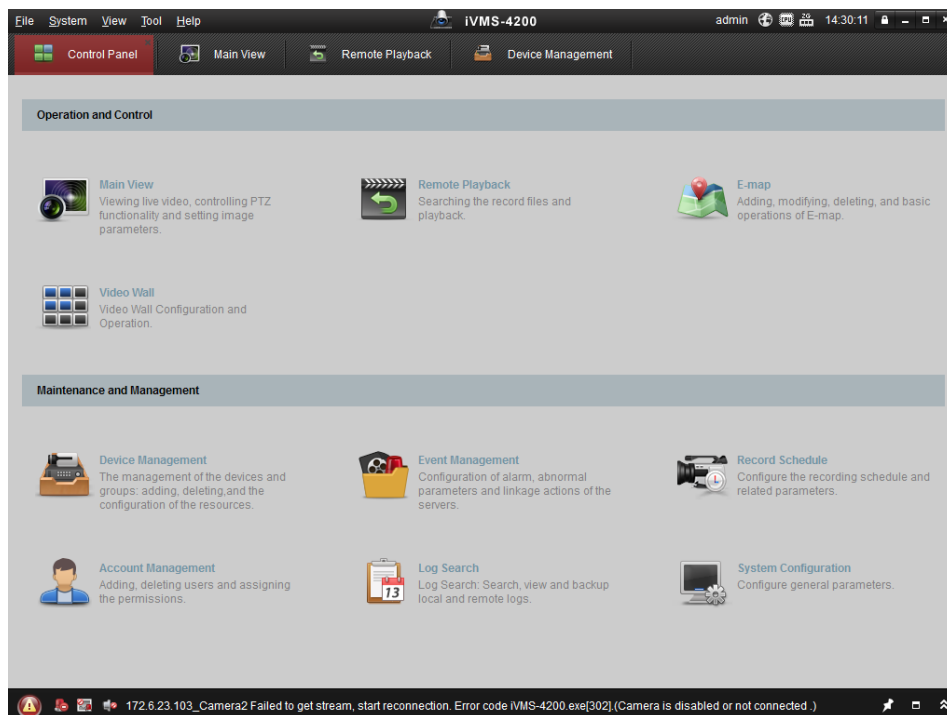 File System View Tool Help iVMS-4200 admin 14:30:11
Control Panel Main View Remote Playback Device Management
Operation and Control
Main View
Viewing live video, controlling PTZ
functionality and setting image
parameters.
Remote Playback
Searching the record files and
playback.
E-map
Adding, modifying, deleting, and basic
operations of E-map.
Video Wall
Video Wall Configuration and
Operation.
Maintenance and Management
Device Management
The management of the devices and
groups: adding, deleting,and the
configuration of the resources.
Event Management
Configuration of alarm, abnormal
parameters and linkage actions of the
servers.
Record Schedule
Configure the recording schedule and
related parameters.
Account Management
Adding, deleting users and assigning
the permissions.
13
Log Search
Log Search: Search, view and backup
local and remote logs.
System Configuration
Configure general parameters.
172.6.23.103_Camera2 Failed to get stream, start reconnection. Error code iVMS-4200.exe[302].(Camera is disabled or not connected .)